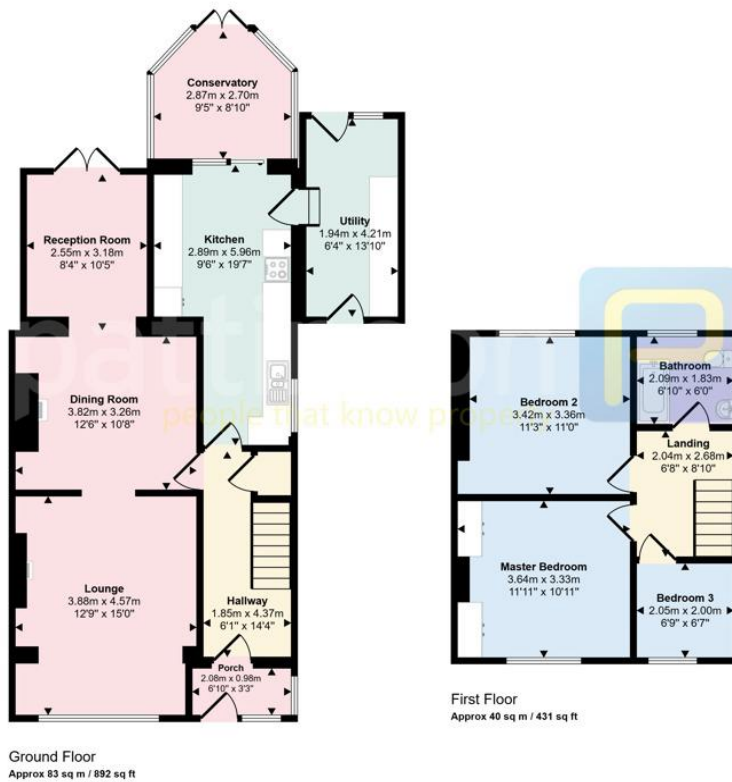 Conservatory
2.87m x 2.70m
9'5" x 8'10"
Reception Room
2.55m x 3.18m
8'4" x 10'5"
Kitchen
2.89m x 5.96m
9'6" x 19'7"
Utility
1.94m x 4.21m
6'4" x 13'10"
Dining Room
3.82m x 3.26m
12'6" x 10'8"
Lounge
3.88m x 4.57m
12'9" x 15'0"
Hallway
1.85m x 4.37m
6'1" x 14'4"
Porch
2.08m x 0.98m
6'10" x 3'3"
Ground Floor
Approx 83 sq m / 892 sq ft
Bedroom 2
3.42m x 3.36m
11'3" x 11'0"
Bathroom
2.09m x 1.83m
6'10" x 6'0"
Landing
2.04m x 2.68m
6'8" x 8'10"
Master Bedroom
3.64m x 3.33m
11'11" x 10'11"
Bedroom 3
2.05m x 2.00m
6'9" x 6'7"
First Floor
Approx 40 sq m / 431 sq ft
pattinson
people that know property